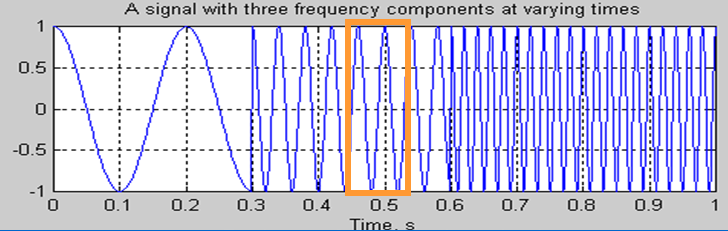 A signal with three frequency components at varying times
1
0.5
0
-0.5
-1
0 0.1 0.2 0.3 0.4 0.5 0.6 0.7 0.8 0.9 1
Time, s